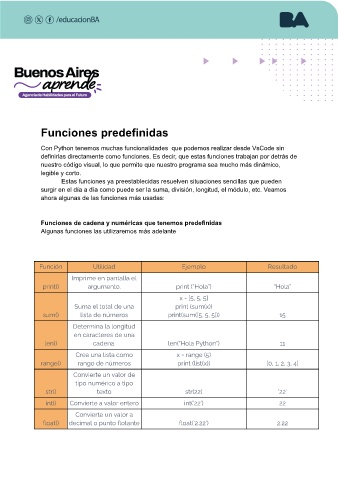 /educacionBA
BA
Buenos Aires
aprende
Agencia de Habilidades para el Futuro
Funciones predefinidas
Con Python tenemos muchas funcionalidades que podemos realizar desde VsCode sin
definirlas directamente como funciones. Es decir, que estas funciones trabajan por detrás de
nuestro código visual, lo que permite que nuestro programa sea mucho más dinámico,
legible y corto.
Estas funciones ya preestablecidas resuelven situaciones sencillas que pueden
surgir en el día a día como puede ser la suma, división, longitud, el módulo, etc. Veamos
ahora algunas de las funciones más usadas:
Funciones de cadena y numéricas que tenemos predefinidas
Algunas funciones las utilizaremos más adelante
Función Utilidad Ejemplo Resultado
Imprime en pantalla el
print() argumento. print ("Hola") "Hola"
x = [5, 5, 5]
Suma el total de una print (sum(x))
sum() lista de números print(sum([5, 5, 5])) 15
Determina la longitud
en caracteres de una
len() cadena len("Hola Python") 11
Crea una lista como x = range (5)
range() rango de números print (list(x)) [0, 1, 2, 3, 4]
Convierte un valor de
tipo numérico a tipo
str() texto str(22) '22'
int() Convierte a valor entero int('22') 22
Convierte un valor a
float() decimal o punto flotante float('2.22') 2.22